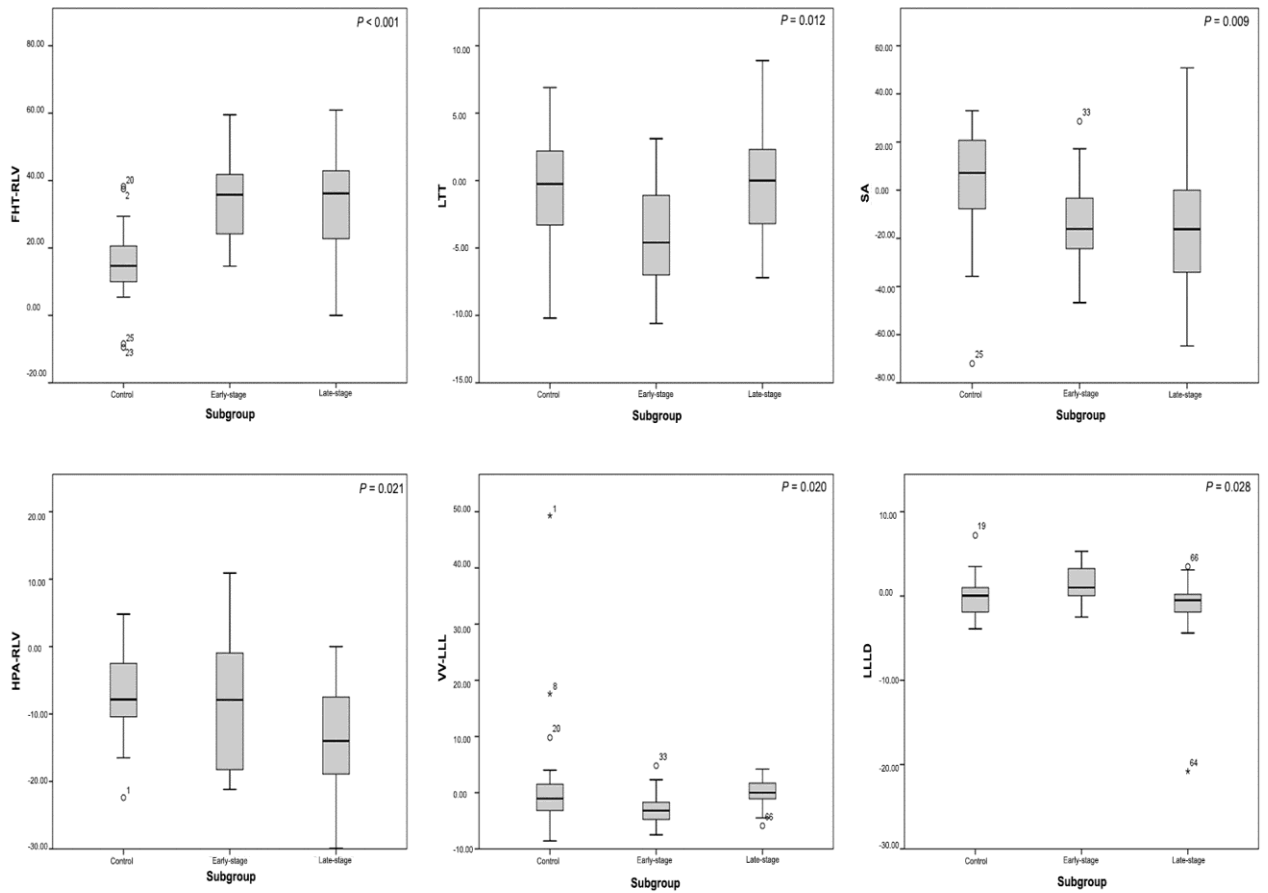 P < 0.001
FHT-RLV
80.00
60.00
40.00
20.00
0.00
-20.00
20
2
25
23
Control
Early-stage
Late-stage
Subgroup
P = 0.012
LTT
10.00
5.00
0.00
-5.00
-10.00
-15.00
Control
Early-stage
Late-stage
Subgroup
P = 0.009
SA
60.00
40.00
20.00
0.00
-20.00
-40.00
-60.00
-80.00
33
25
Control
Early-stage
Late-stage
Subgroup
P = 0.021
HPA-RLV
20.00
10.00
0.00
-10.00
-20.00
-30.00
1
Control
Early-stage
Late-stage
Subgroup
P = 0.020
VV-LLL
50.00
40.00
30.00
20.00
10.00
0.00
-10.00
1
8
20
33
66
Control
Early-stage
Late-stage
Subgroup
P = 0.028
LLLD
10.00
0.00
-10.00
-20.00
-30.00
19
66
64
Control
Early-stage
Late-stage
Subgroup